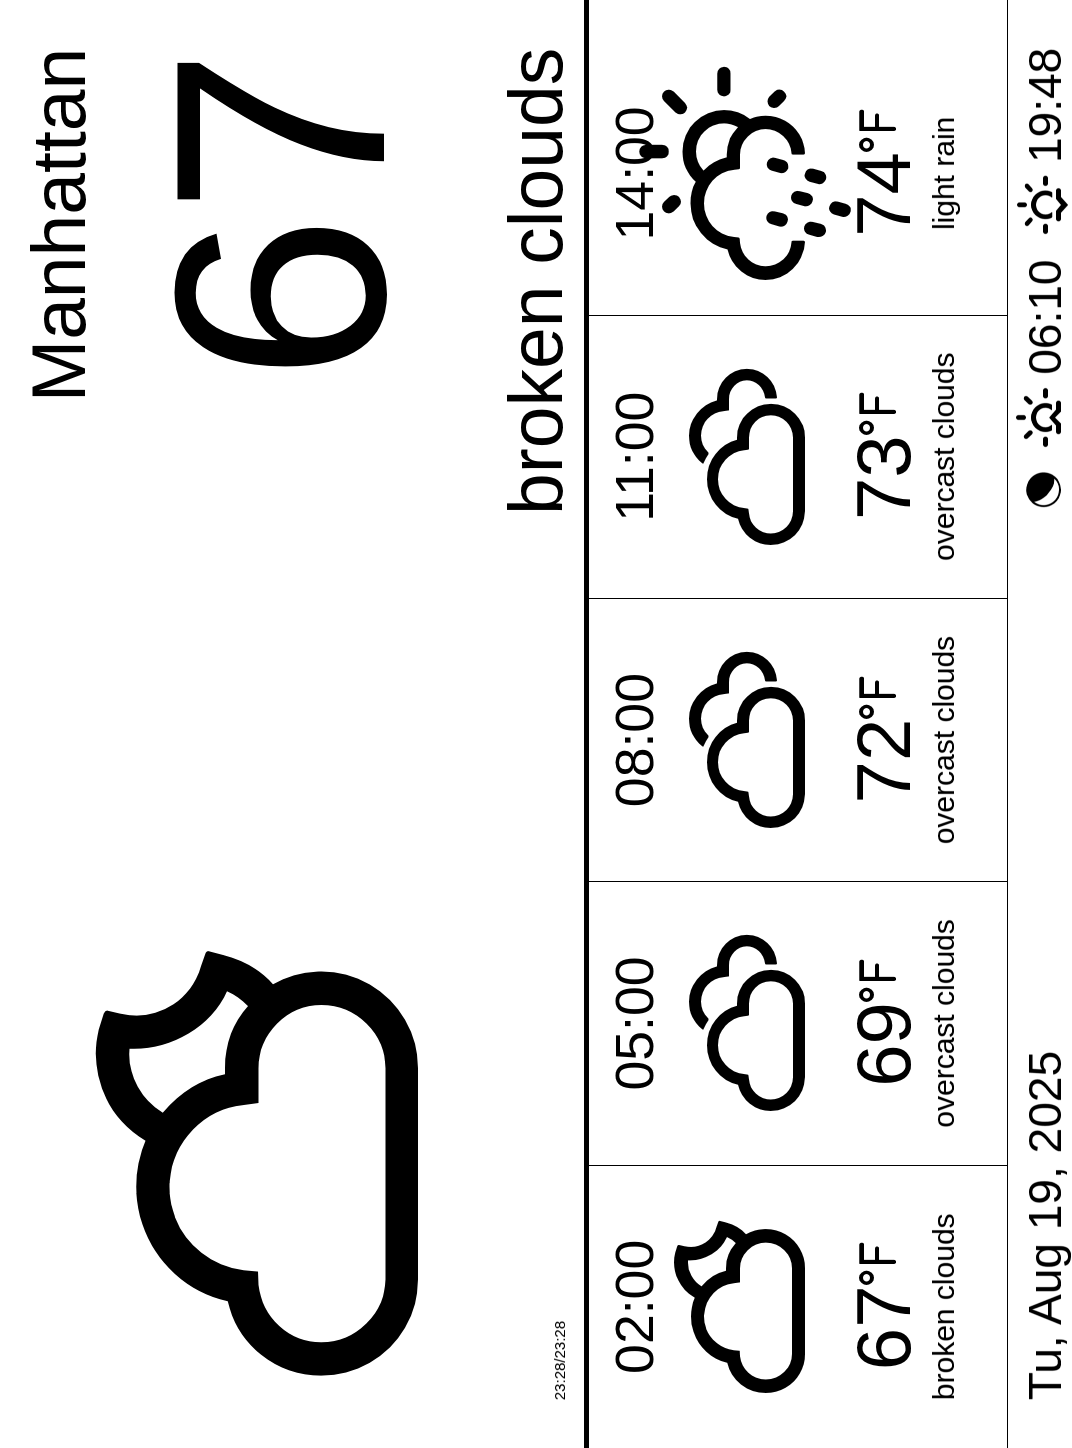 Manhattan
67
broken clouds
23:28/23:28
02:00
67°F
broken clouds
05:00
69°F
overcast clouds
08:00
72°F
overcast clouds
11:00
73°F
overcast clouds
14:00
74°F
light rain
Tu, Aug 19, 2025
06:10
19:48